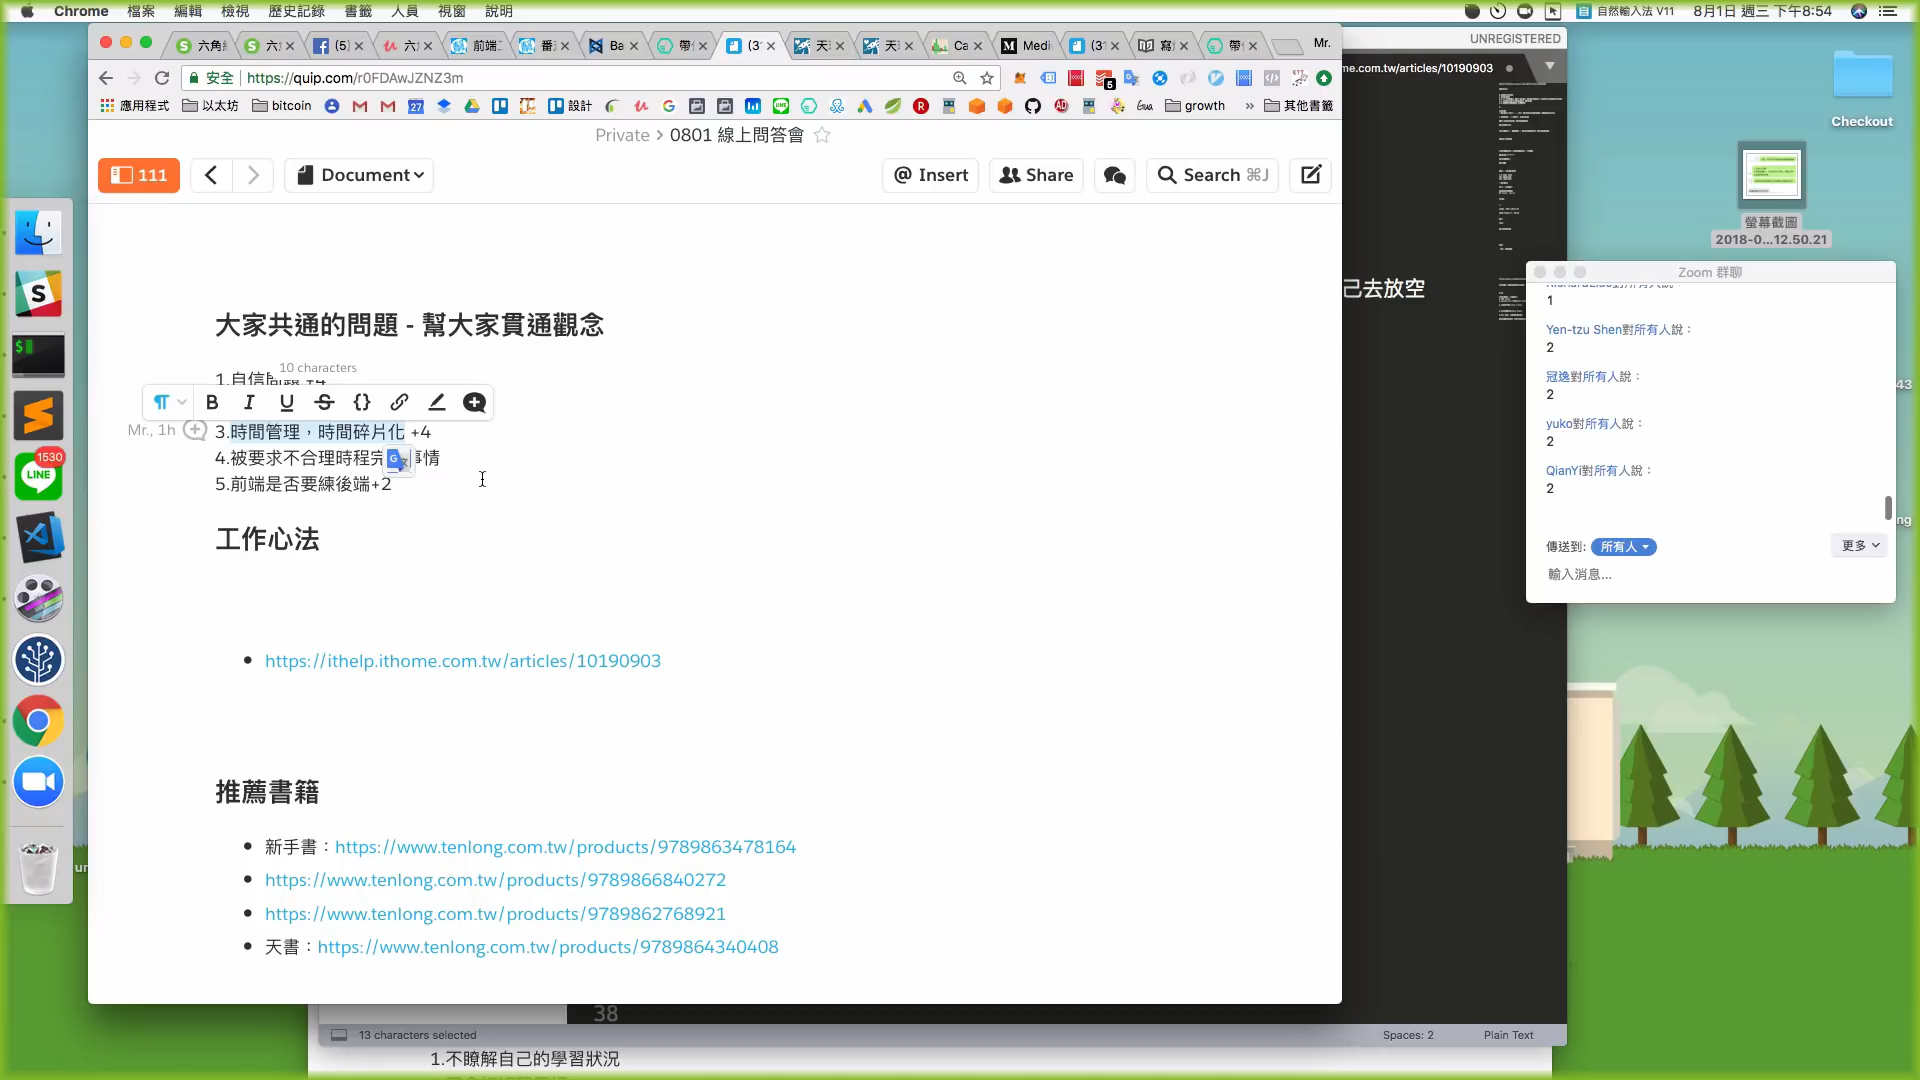 Chrome 檔案 編輯 檢視 歷史記錄 書籤 人員 視窗 說明
自然輸入法 V11 8月1日 週三 下午8:54
UNREGISTERED
Mr.
me.com.tw/articles/10190903
安全 https://quip.com/r0FDAwJZNZ3m
應用程式 以太坊 bitcoin 設計 growth » 其他書籤
Private > 0801 線上問答會
111 Document @ Insert Share Search ⌘J
大家共通的問題 - 幫大家貫通觀念
10 characters
Mr., 1h
3.時間管理，時間碎片化 +4
4.被要求不合理時程完 事情
5.前端是否要練後端+2
工作心法
https://ithelp.ithome.com.tw/articles/10190903
推薦書籍
新手書：https://www.tenlong.com.tw/products/9789863478164
https://www.tenlong.com.tw/products/9789866840272
https://www.tenlong.com.tw/products/9789862768921
天書：https://www.tenlong.com.tw/products/9789864340408
己去放空
38
13 characters selected Spaces: 2 Plain Text
1.不瞭解自己的學習狀況
Checkout
螢幕截圖
2018-0...12.50.21
Zoom 群聊
1
Yen-tzu Shen對所有人說：
2
冠逸對所有人說：
2
yuko對所有人說：
2
QianYi對所有人說：
2
傳送到: 所有人 更多
輸入消息...
1530
LINE